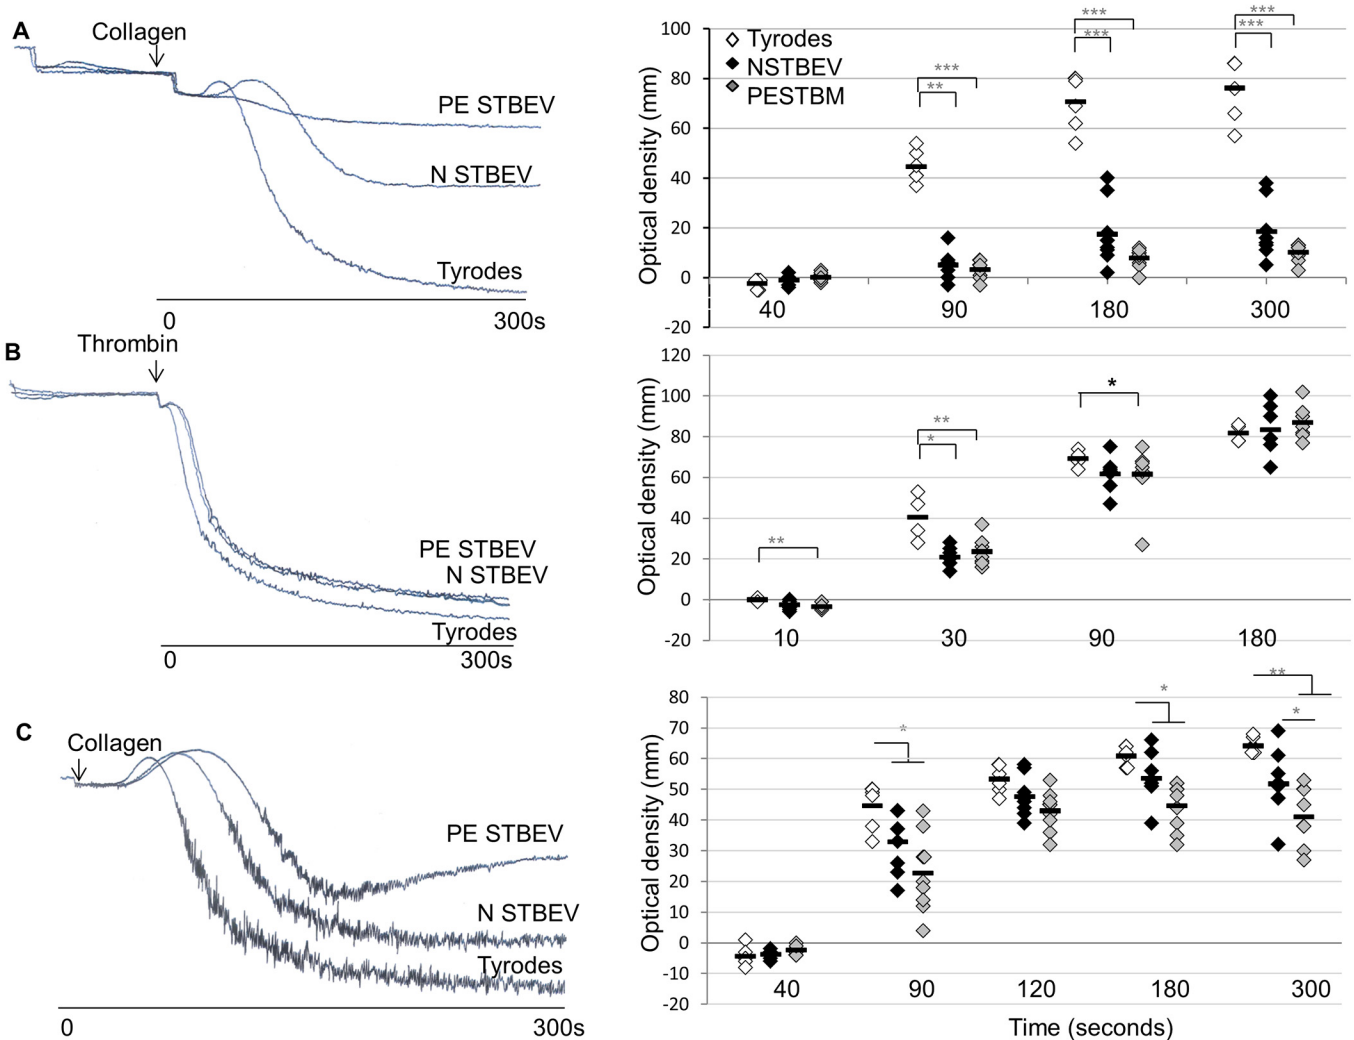 A
Collagen
PE STBEV
N STBEV
Tyrodes
0
300s
Optical density (mm)
100
80
60
40
20
0
-20
Tyrodes
NSTBEV
PESTBM
**
***
***
***
***
***
40
90
180
300
B
Thrombin
PE STBEV
N STBEV
Tyrodes
0
300s
Optical density (mm)
120
100
80
60
40
20
0
-20
**
**
*
*
10
30
90
180
C
Collagen
PE STBEV
N STBEV
Tyrodes
0
300s
Optical density (mm)
80
70
60
50
40
30
20
10
0
-10
-20
*
*
**
*
40
90
120
180
300
Time (seconds)